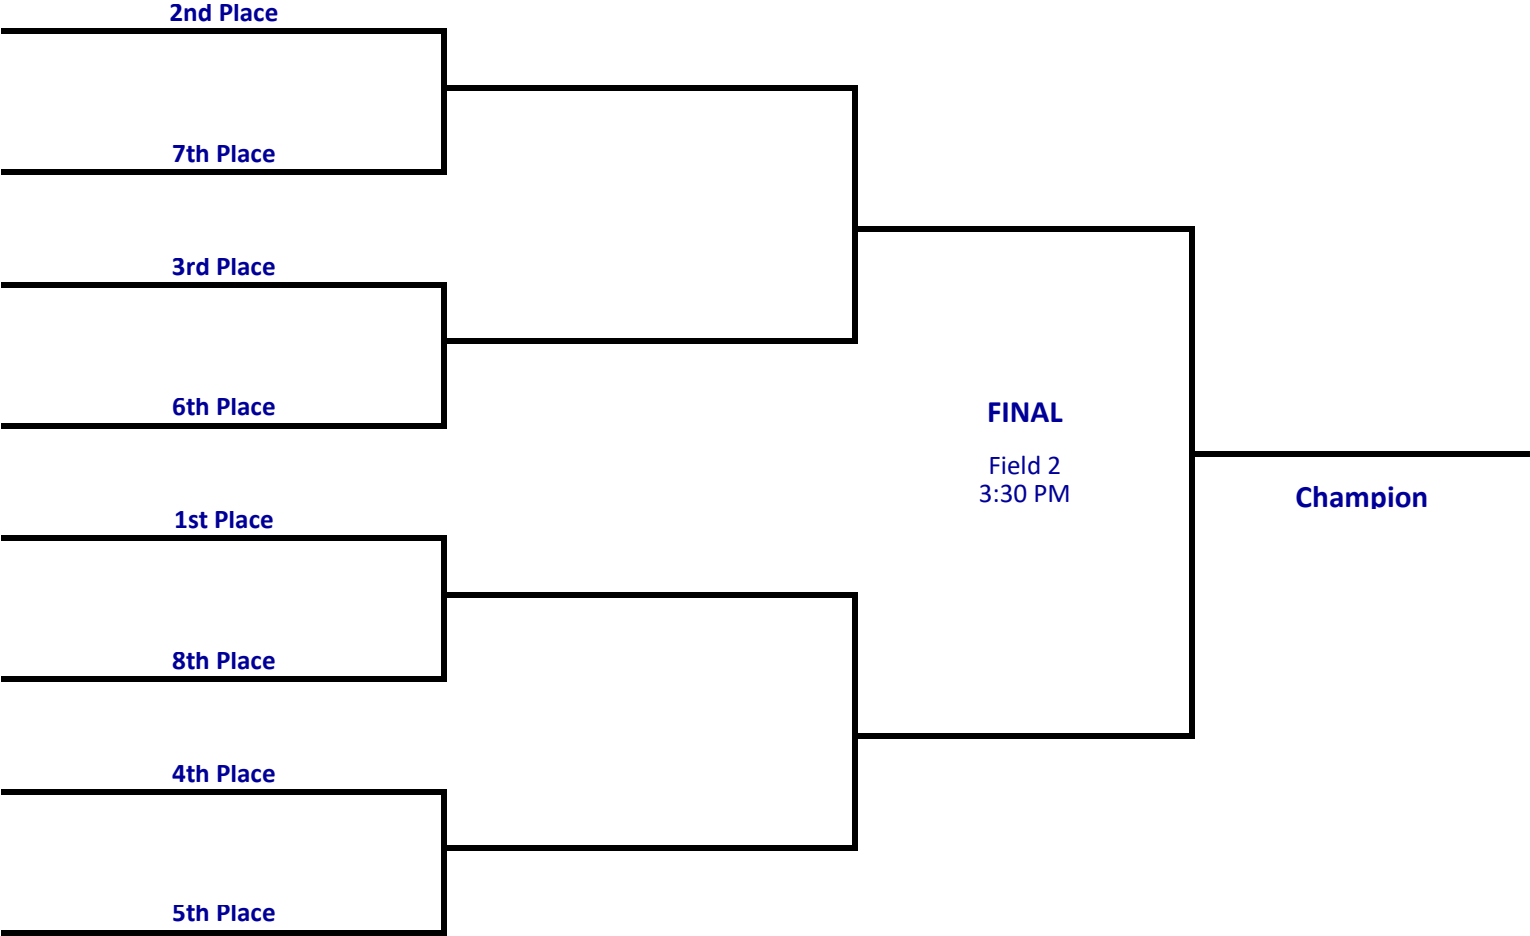 2nd Place
7th Place
3rd Place
6th Place
FINAL
Field 2
3:30 PM
Champion
1st Place
8th Place
4th Place
5th Place